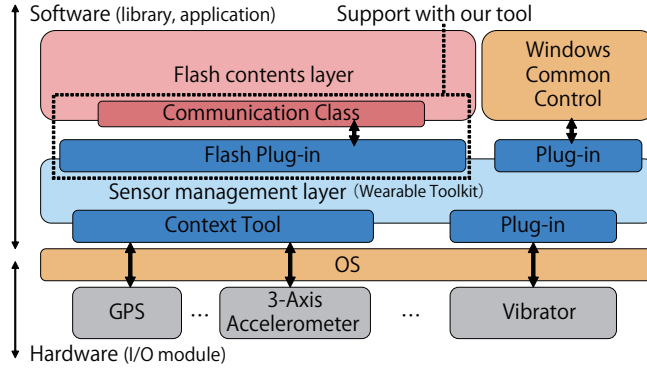 Software (library, application)
Support with our tool
Flash contents layer
Windows
Common
Control
Communication Class
Flash Plug-in
Plug-in
Sensor management layer (Wearable Toolkit)
Context Tool
Plug-in
OS
GPS
...
3-Axis
Accelerometer
...
Vibrator
Hardware (I/O module)